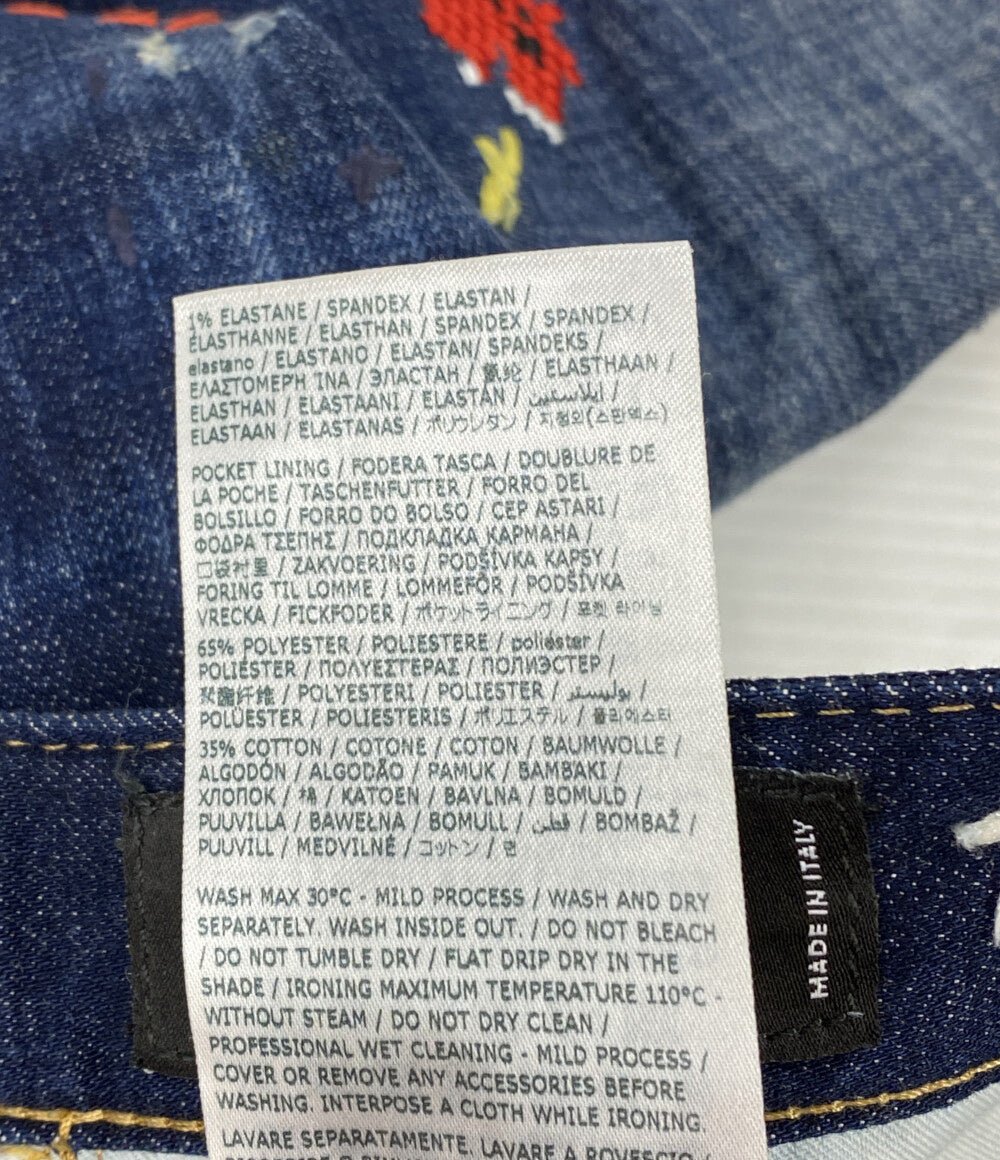 1% ELASTANE / SPANDEX / ELASTAN /
ELASTHANNE / ELASTHAN / SPANDEX / SPANDEX /
elastano / ELASTANO / ELASTAN/ SPANDEKS /
ΕΛΑΣΤΟΜΕΡΗ ΊΝΑ / ЭЛАСТАН / 氨纶 / ELASTHAAN /
ELASTHAN / ELASTAANI / ELASTAN / ايلاستين /
ELASTAAN / ELASTANAS / ポリウレタン / 지정외(스판덱스)
POCKET LINING / FODERA TASCA / DOUBLURE DE
LA POCHE / TASCHENFUTTER / FORRO DEL
BOLSILLO / FORRO DO BOLSO / CEP ASTARI /
ΦΟΔΡΑ ΤΣΕΠΗΣ / ПОДКЛАДКА КАРМАНА /
口袋衬里 / ZAKVOERING / PODŠÍVKA KAPSY /
FORING TIL LOMME / LOMMEFÔR / PODŠÍVKA
VRECKA / FICKFODER / ポケットライニング / 포켓 라이닝
65% POLYESTER / POLIESTERE / poliéster /
POLIÉSTER / ΠΟΛΥΕΣΤΕΡΑΣ / ПОЛИЭСТЕР /
聚酯纤维 / POLYESTERI / POLIESTER / بوليستر /
POLÜESTER / POLIESTERIS / ポリエステル / 폴리에스터
35% COTTON / COTONE / COTON / BAUMWOLLE /
ALGODÓN / ALGODÃO / PAMUK / ΒΑΜΒΑΚΙ /
ХЛОПОК / 棉 / KATOEN / BAVLNA / BOMULD /
PUUVILLA / BAWEŁNA / BOMULL / قطن / BOMBAŽ /
PUUVILL / MEDVILNĖ / コットン / 면
WASH MAX 30°C - MILD PROCESS / WASH AND DRY
SEPARATELY. WASH INSIDE OUT. / DO NOT BLEACH
/ DO NOT TUMBLE DRY / FLAT DRIP DRY IN THE
SHADE / IRONING MAXIMUM TEMPERATURE 110°C -
WITHOUT STEAM / DO NOT DRY CLEAN /
PROFESSIONAL WET CLEANING - MILD PROCESS /
COVER OR REMOVE ANY ACCESSORIES BEFORE
WASHING. INTERPOSE A CLOTH WHILE IRONING.
LAVARE SEPARATAMENTE. LAVARE A ROVESCIO /
MADE IN ITALY